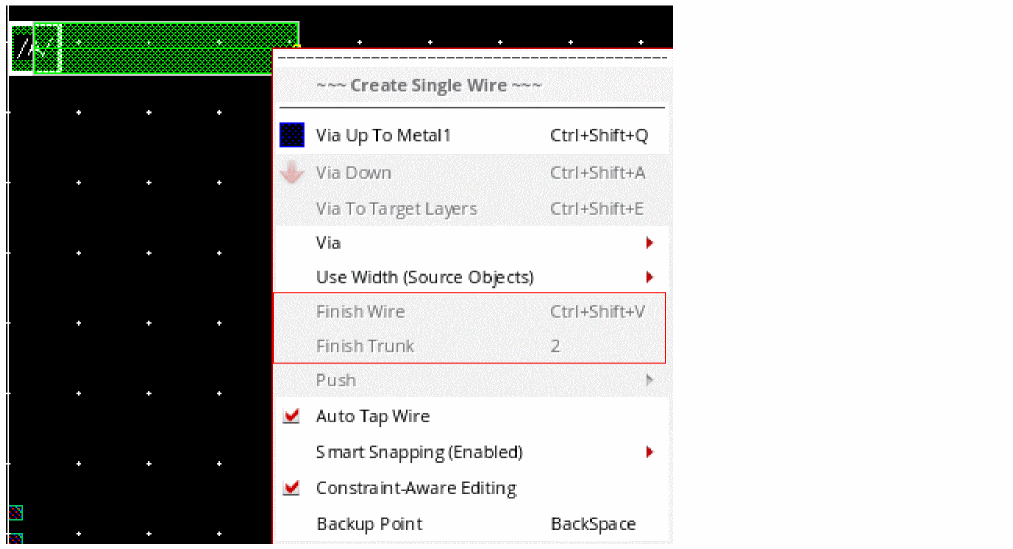 ~~~ Create Single Wire ~~~
Via Up To Metal1 Ctrl+Shift+Q
Via Down Ctrl+Shift+A
Via To Target Layers Ctrl+Shift+E
Via
Use Width (Source Objects)
Finish Wire Ctrl+Shift+V
Finish Trunk 2
Push
Auto Tap Wire
Smart Snapping (Enabled)
Constraint-Aware Editing
Backup Point BackSpace